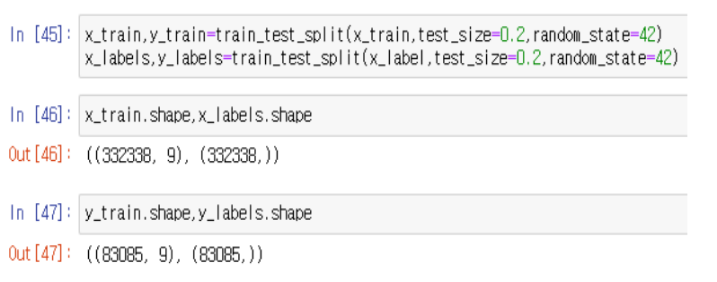 In [45]: x_train,y_train=train_test_split(x_train,test_size=0.2,random_state=42)
x_labels,y_labels=train_test_split(x_label,test_size=0.2,random_state=42)
In [46]: x_train.shape,x_labels.shape
Out[46]: ((332338, 9), (332338,))
In [47]: y_train.shape,y_labels.shape
Out[47]: ((83085, 9), (83085,))